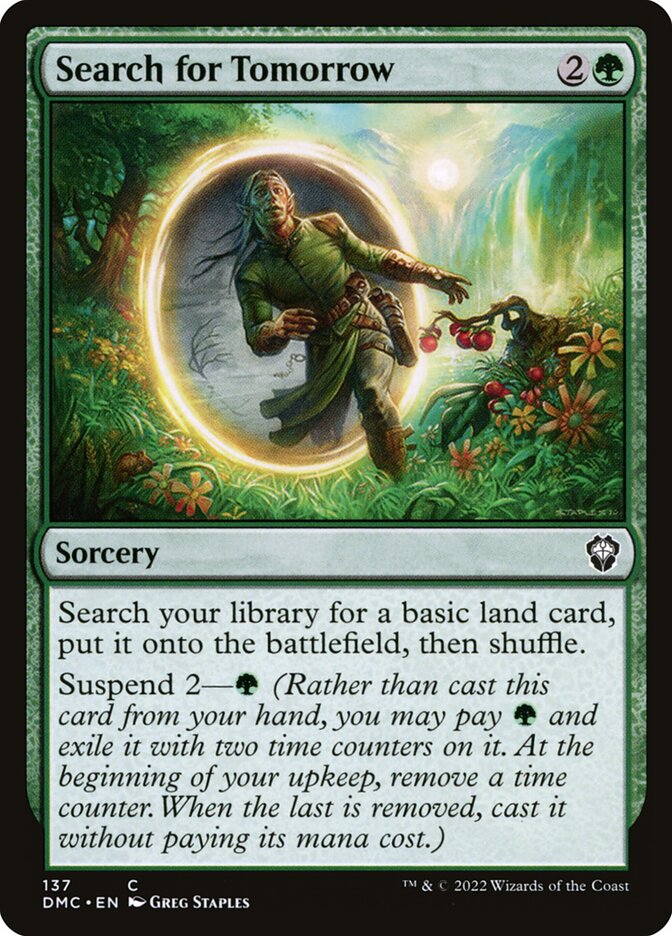 Search for Tomorrow 2
STAPLES
Sorcery
Search your library for a basic land card,
put it onto the battlefield, then shuffle.
Suspend 2— (Rather than cast this
card from your hand, you may pay and
exile it with two time counters on it. At the
beginning of your upkeep, remove a time
counter. When the last is removed, cast it
without paying its mana cost.)
137 C
DMC • EN Greg Staples
™ & © 2022 Wizards of the Coast